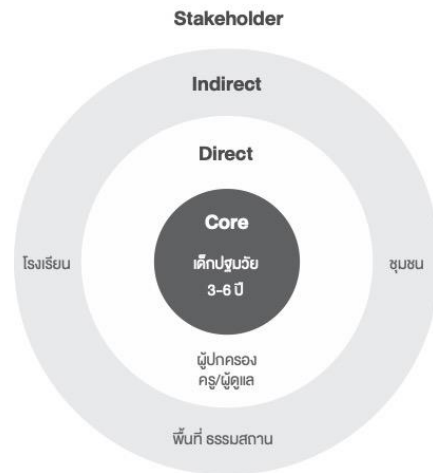 Stakeholder
Indirect
Direct
Core
เด็กปฐมวัย
3-6 ปี
โรงเรียน
ชุมชน
ผู้ปกครอง
ครู/ผู้ดูแล
พื้นที่ ธรรมสถาน